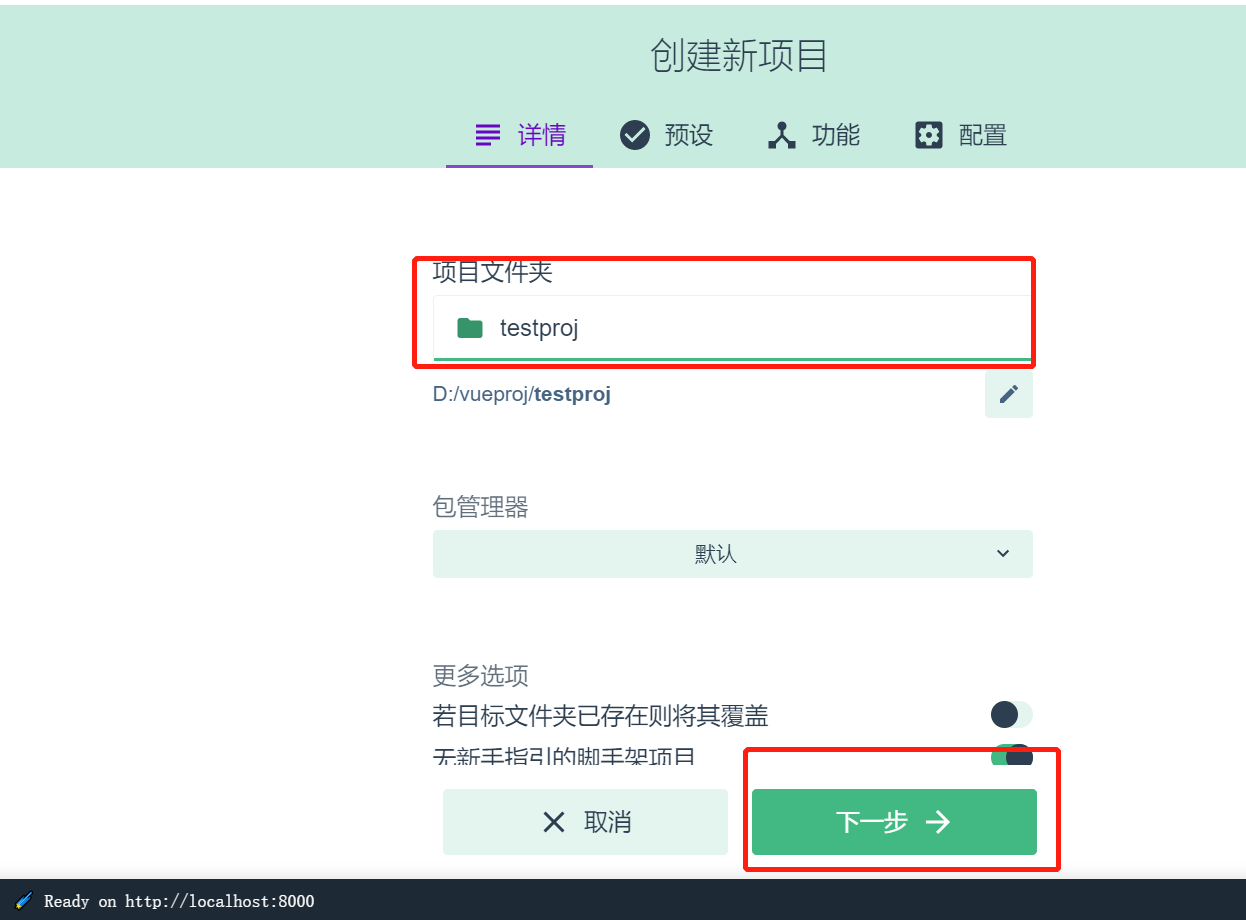 创建新项目
详情 预设 功能 配置
项目文件夹
testproj
D:/vueproj/testproj
包管理器
默认
更多选项
若目标文件夹已存在则将其覆盖
无新手指引的脚手架项目
取消 下一步
Ready on http://localhost:8000